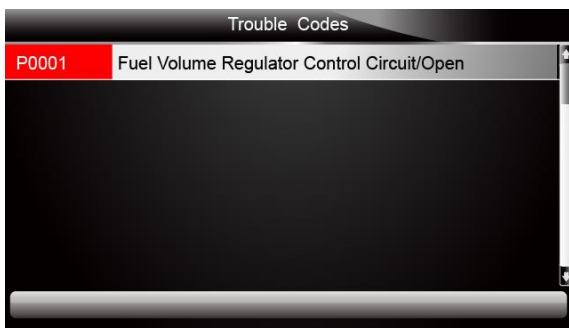 Trouble Codes
P0001 Fuel Volume Regulator Control Circuit/Open